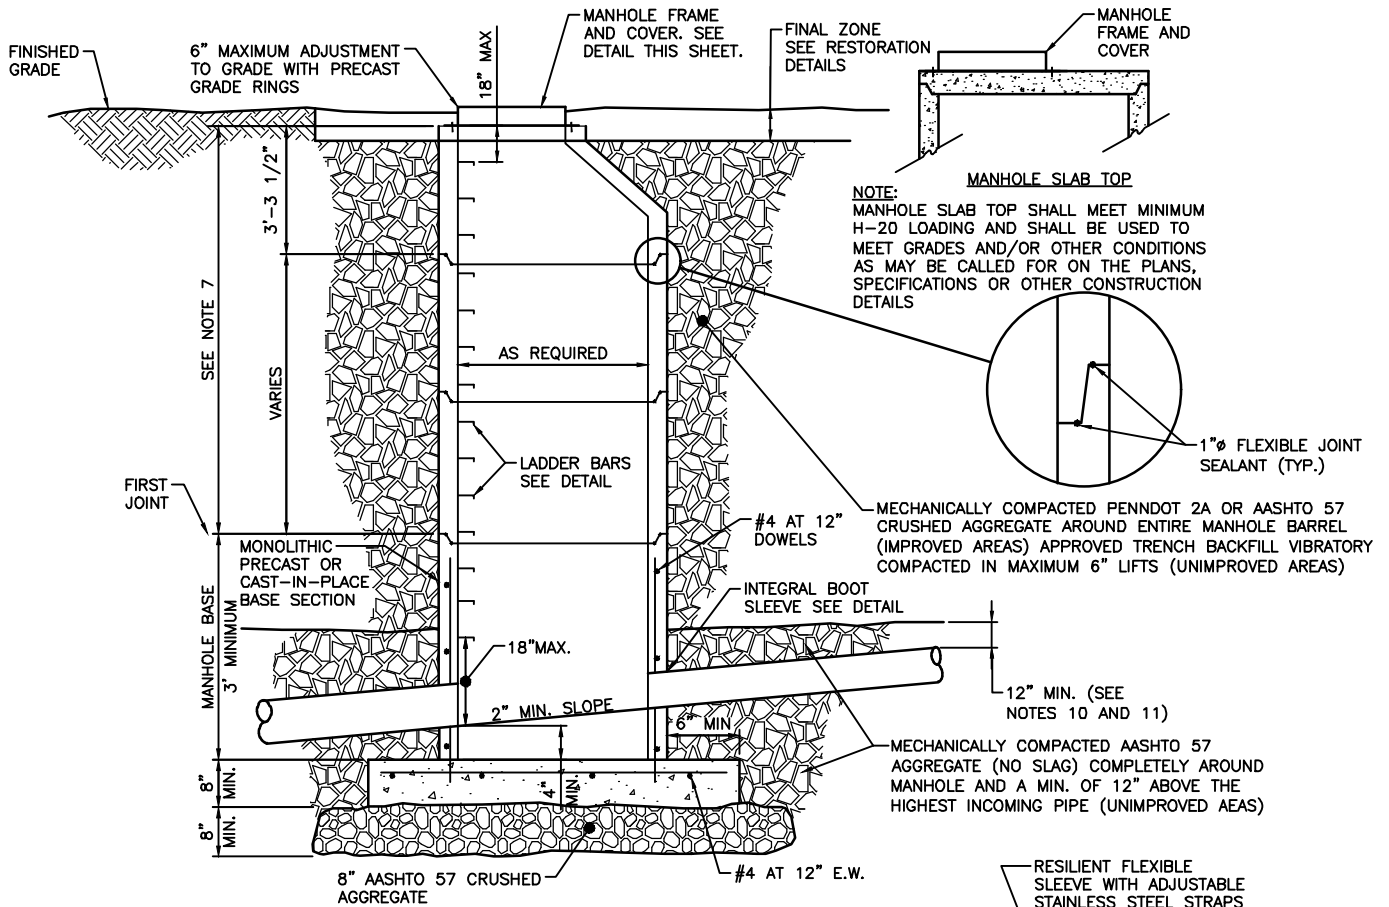 FINISHED
GRADE
6" MAXIMUM ADJUSTMENT
TO GRADE WITH PRECAST
GRADE RINGS
18" MAX
MANHOLE FRAME
AND COVER. SEE
DETAIL THIS SHEET.
FINAL ZONE
SEE RESTORATION
DETAILS
MANHOLE
FRAME AND
COVER
MANHOLE SLAB TOP
NOTE:
MANHOLE SLAB TOP SHALL MEET MINIMUM
H-20 LOADING AND SHALL BE USED TO
MEET GRADES AND/OR OTHER CONDITIONS
AS MAY BE CALLED FOR ON THE PLANS,
SPECIFICATIONS OR OTHER CONSTRUCTION
DETAILS
3'-3 1/2"
SEE NOTE 7
VARIES
AS REQUIRED
LADDER BARS
SEE DETAIL
1"ø FLEXIBLE JOINT
SEALANT (TYP.)
FIRST
JOINT
MECHANICALLY COMPACTED PENNDOT 2A OR AASHTO 57
CRUSHED AGGREGATE AROUND ENTIRE MANHOLE BARREL
(IMPROVED AREAS) APPROVED TRENCH BACKFILL VIBRATORY
COMPACTED IN MAXIMUM 6" LIFTS (UNIMPROVED AREAS)
#4 AT 12"
DOWELS
MONOLITHIC
PRECAST OR
CAST-IN-PLACE
BASE SECTION
INTEGRAL BOOT
SLEEVE SEE DETAIL
MANHOLE BASE
3' MINIMUM
18"MAX.
2" MIN. SLOPE
6" MIN
12" MIN. (SEE
NOTES 10 AND 11)
MECHANICALLY COMPACTED AASHTO 57
AGGREGATE (NO SLAG) COMPLETELY AROUND
MANHOLE AND A MIN. OF 12" ABOVE THE
HIGHEST INCOMING PIPE (UNIMPROVED AEAS)
8"
MIN.
4"
MIN.
8"
MIN.
8" AASHTO 57 CRUSHED
AGGREGATE
#4 AT 12" E.W.
RESILIENT FLEXIBLE
SLEEVE WITH ADJUSTABLE
STAINLESS STEEL STRAPS